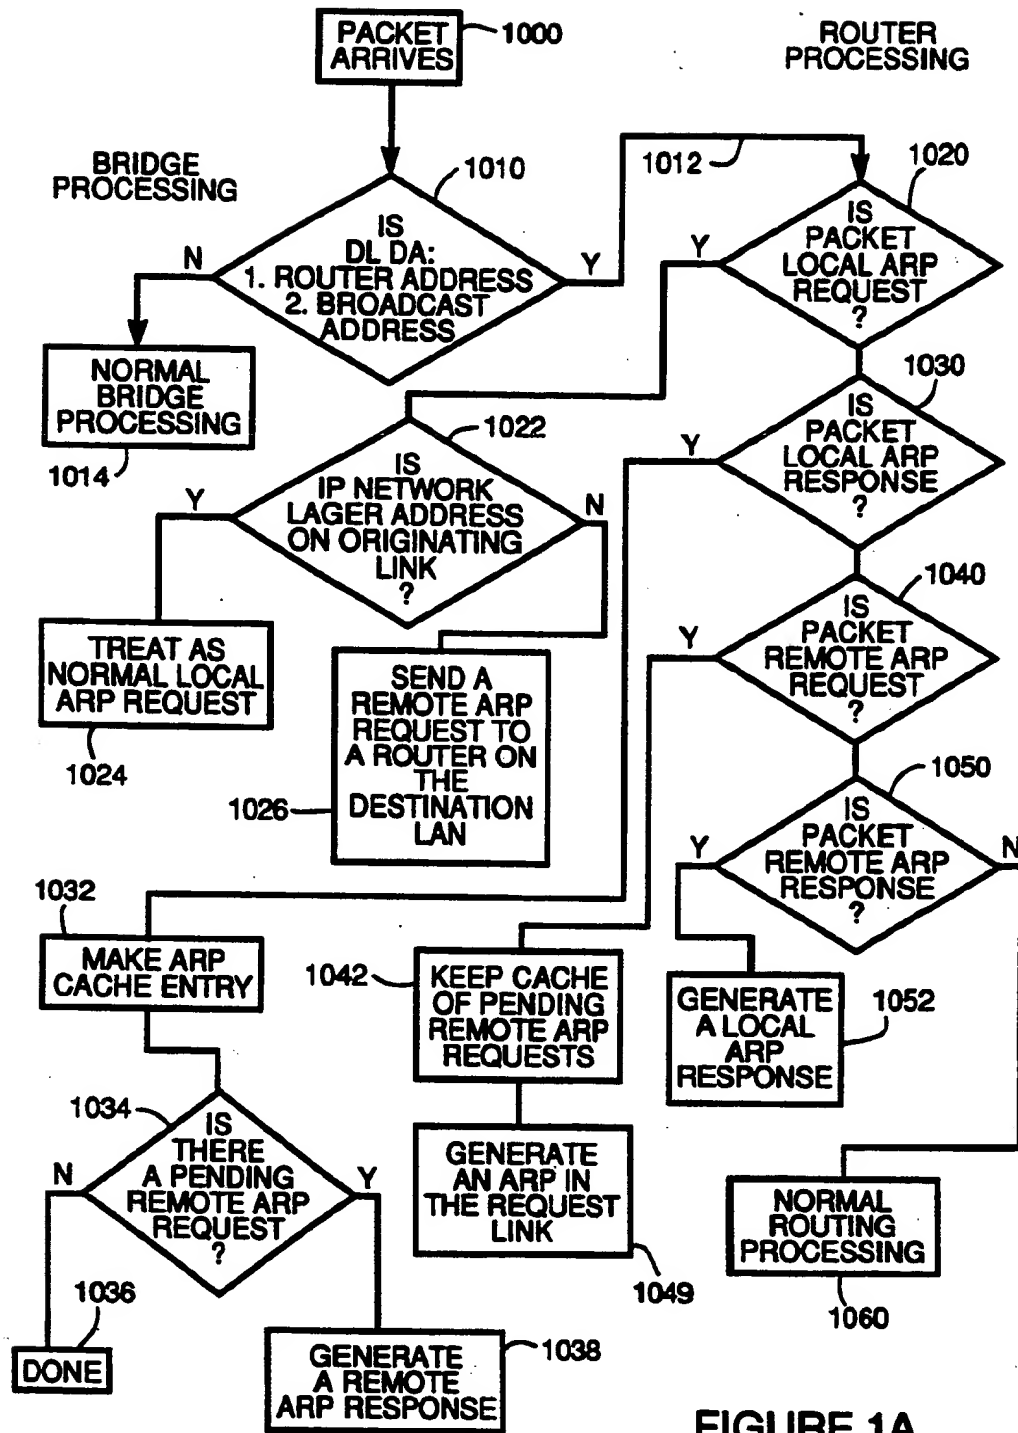 PACKET
ARRIVES
1000
ROUTER
PROCESSING
BRIDGE
PROCESSING
1010
IS
DL DA:
1. ROUTER ADDRESS
2. BROADCAST
ADDRESS
N
Y
1012
1020
IS
PACKET
LOCAL ARP
REQUEST
?
Y
NORMAL
BRIDGE
PROCESSING
1014
1022
IS
IP NETWORK
LAGER ADDRESS
ON ORIGINATING
LINK
?
Y
N
1030
IS
PACKET
LOCAL ARP
RESPONSE
?
Y
TREAT AS
NORMAL LOCAL
ARP REQUEST
1024
SEND A
REMOTE ARP
REQUEST TO
A ROUTER ON
THE
DESTINATION
LAN
1026
1040
IS
PACKET
REMOTE ARP
REQUEST
?
Y
1050
IS
PACKET
REMOTE ARP
RESPONSE
?
Y
N
1032
MAKE ARP
CACHE ENTRY
1042
KEEP CACHE
OF PENDING
REMOTE ARP
REQUESTS
GENERATE
A LOCAL
ARP
RESPONSE
1052
1034
IS
THERE
A PENDING
REMOTE ARP
REQUEST
?
N
Y
GENERATE
AN ARP IN
THE REQUEST
LINK
1049
NORMAL
ROUTING
PROCESSING
1060
1036
DONE
GENERATE
A REMOTE
ARP RESPONSE
1038
FIGURE 1A